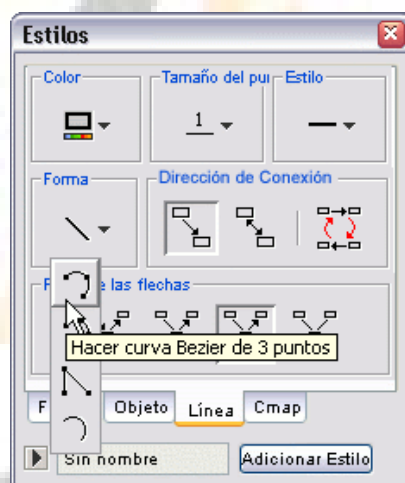 Estilos
Color
Tamaño del pu
Estilo
1
Forma
Dirección de Conexión
e las flechas
Hacer curva Bezier de 3 puntos
F
Objeto
Línea
Cmap
Sin nombre
Adicionar Estilo